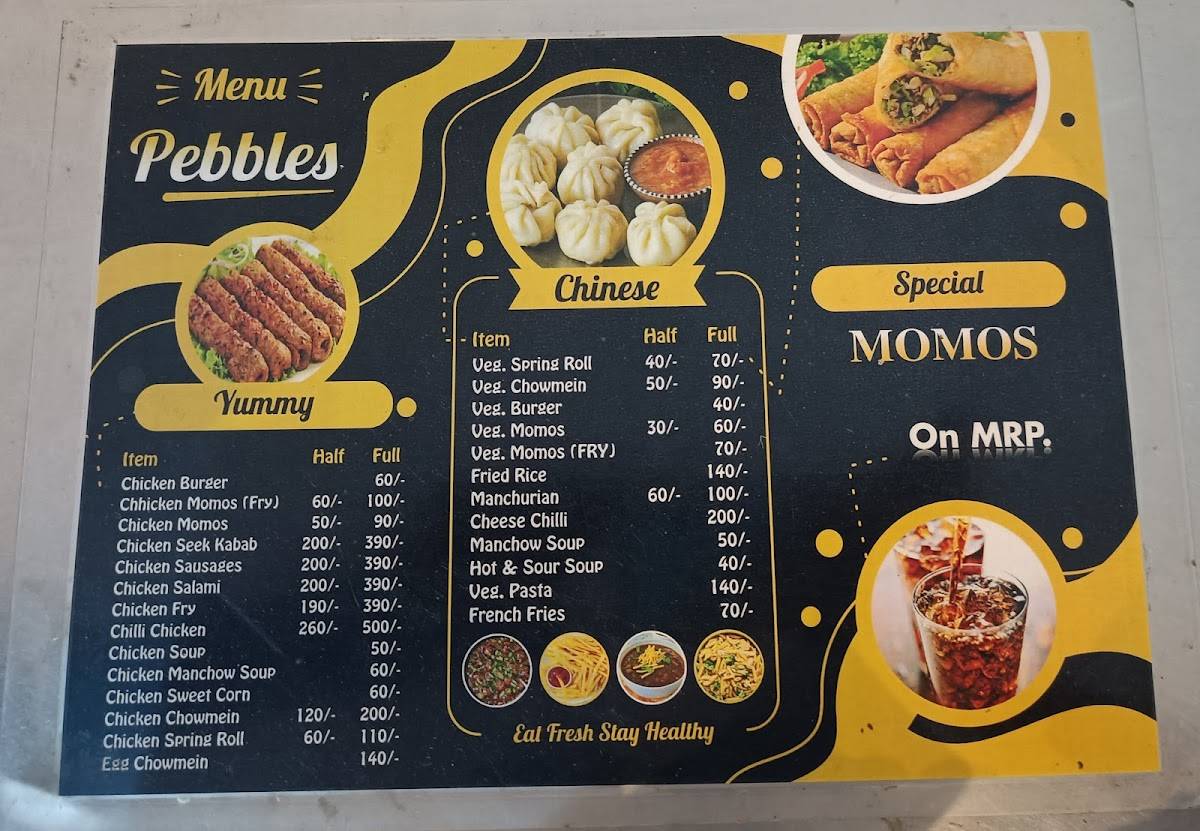 Menu
Pebbles
Yummy
Item Half Full
Chicken Burger 60/-
Chhicken Momos (Fry) 60/- 100/-
Chicken Momos 50/- 90/-
Chicken Seek Kabab 200/- 390/-
Chicken Sausages 200/- 390/-
Chicken Salami 200/- 390/-
Chicken Fry 190/- 390/-
Chilli Chicken 260/- 500/-
Chicken Soup 50/-
Chicken Manchow Soup 60/-
Chicken Sweet Corn 60/-
Chicken Chowmein 120/- 200/-
Chicken Spring Roll 60/- 110/-
Egg Chowmein 140/-
Chinese
Item Half Full
Veg. Spring Roll 40/- 70/-
Veg. Chowmein 50/- 90/-
Veg. Burger 40/-
Veg. Momos 30/- 60/-
Veg. Momos (FRY) 70/-
Fried Rice 140/-
Manchurian 60/- 100/-
Cheese Chilli 200/-
Manchow Soup 50/-
Hot & Sour Soup 40/-
Veg. Pasta 140/-
French Fries 70/-
Eat Fresh Stay Healthy
Special
MOMOS
On MRP.